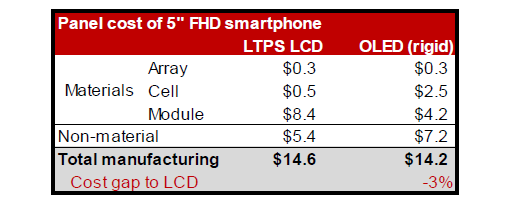 Panel cost of 5" FHD smartphone
LTPS LCD OLED (rigid)
Array $0.3 $0.3
Materials Cell $0.5 $2.5
Module $8.4 $4.2
Non-material $5.4 $7.2
Total manufacturing $14.6 $14.2
Cost gap to LCD -3%